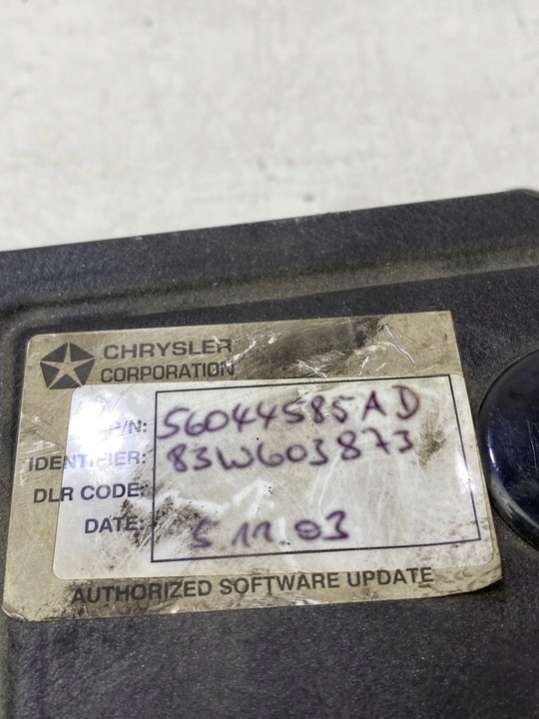 CHRYSLER
CORPORATION
P/N: 56044585AD
IDENTIFIER: 83W603873
DLR CODE:
DATE: 5 11 03
AUTHORIZED SOFTWARE UPDATE